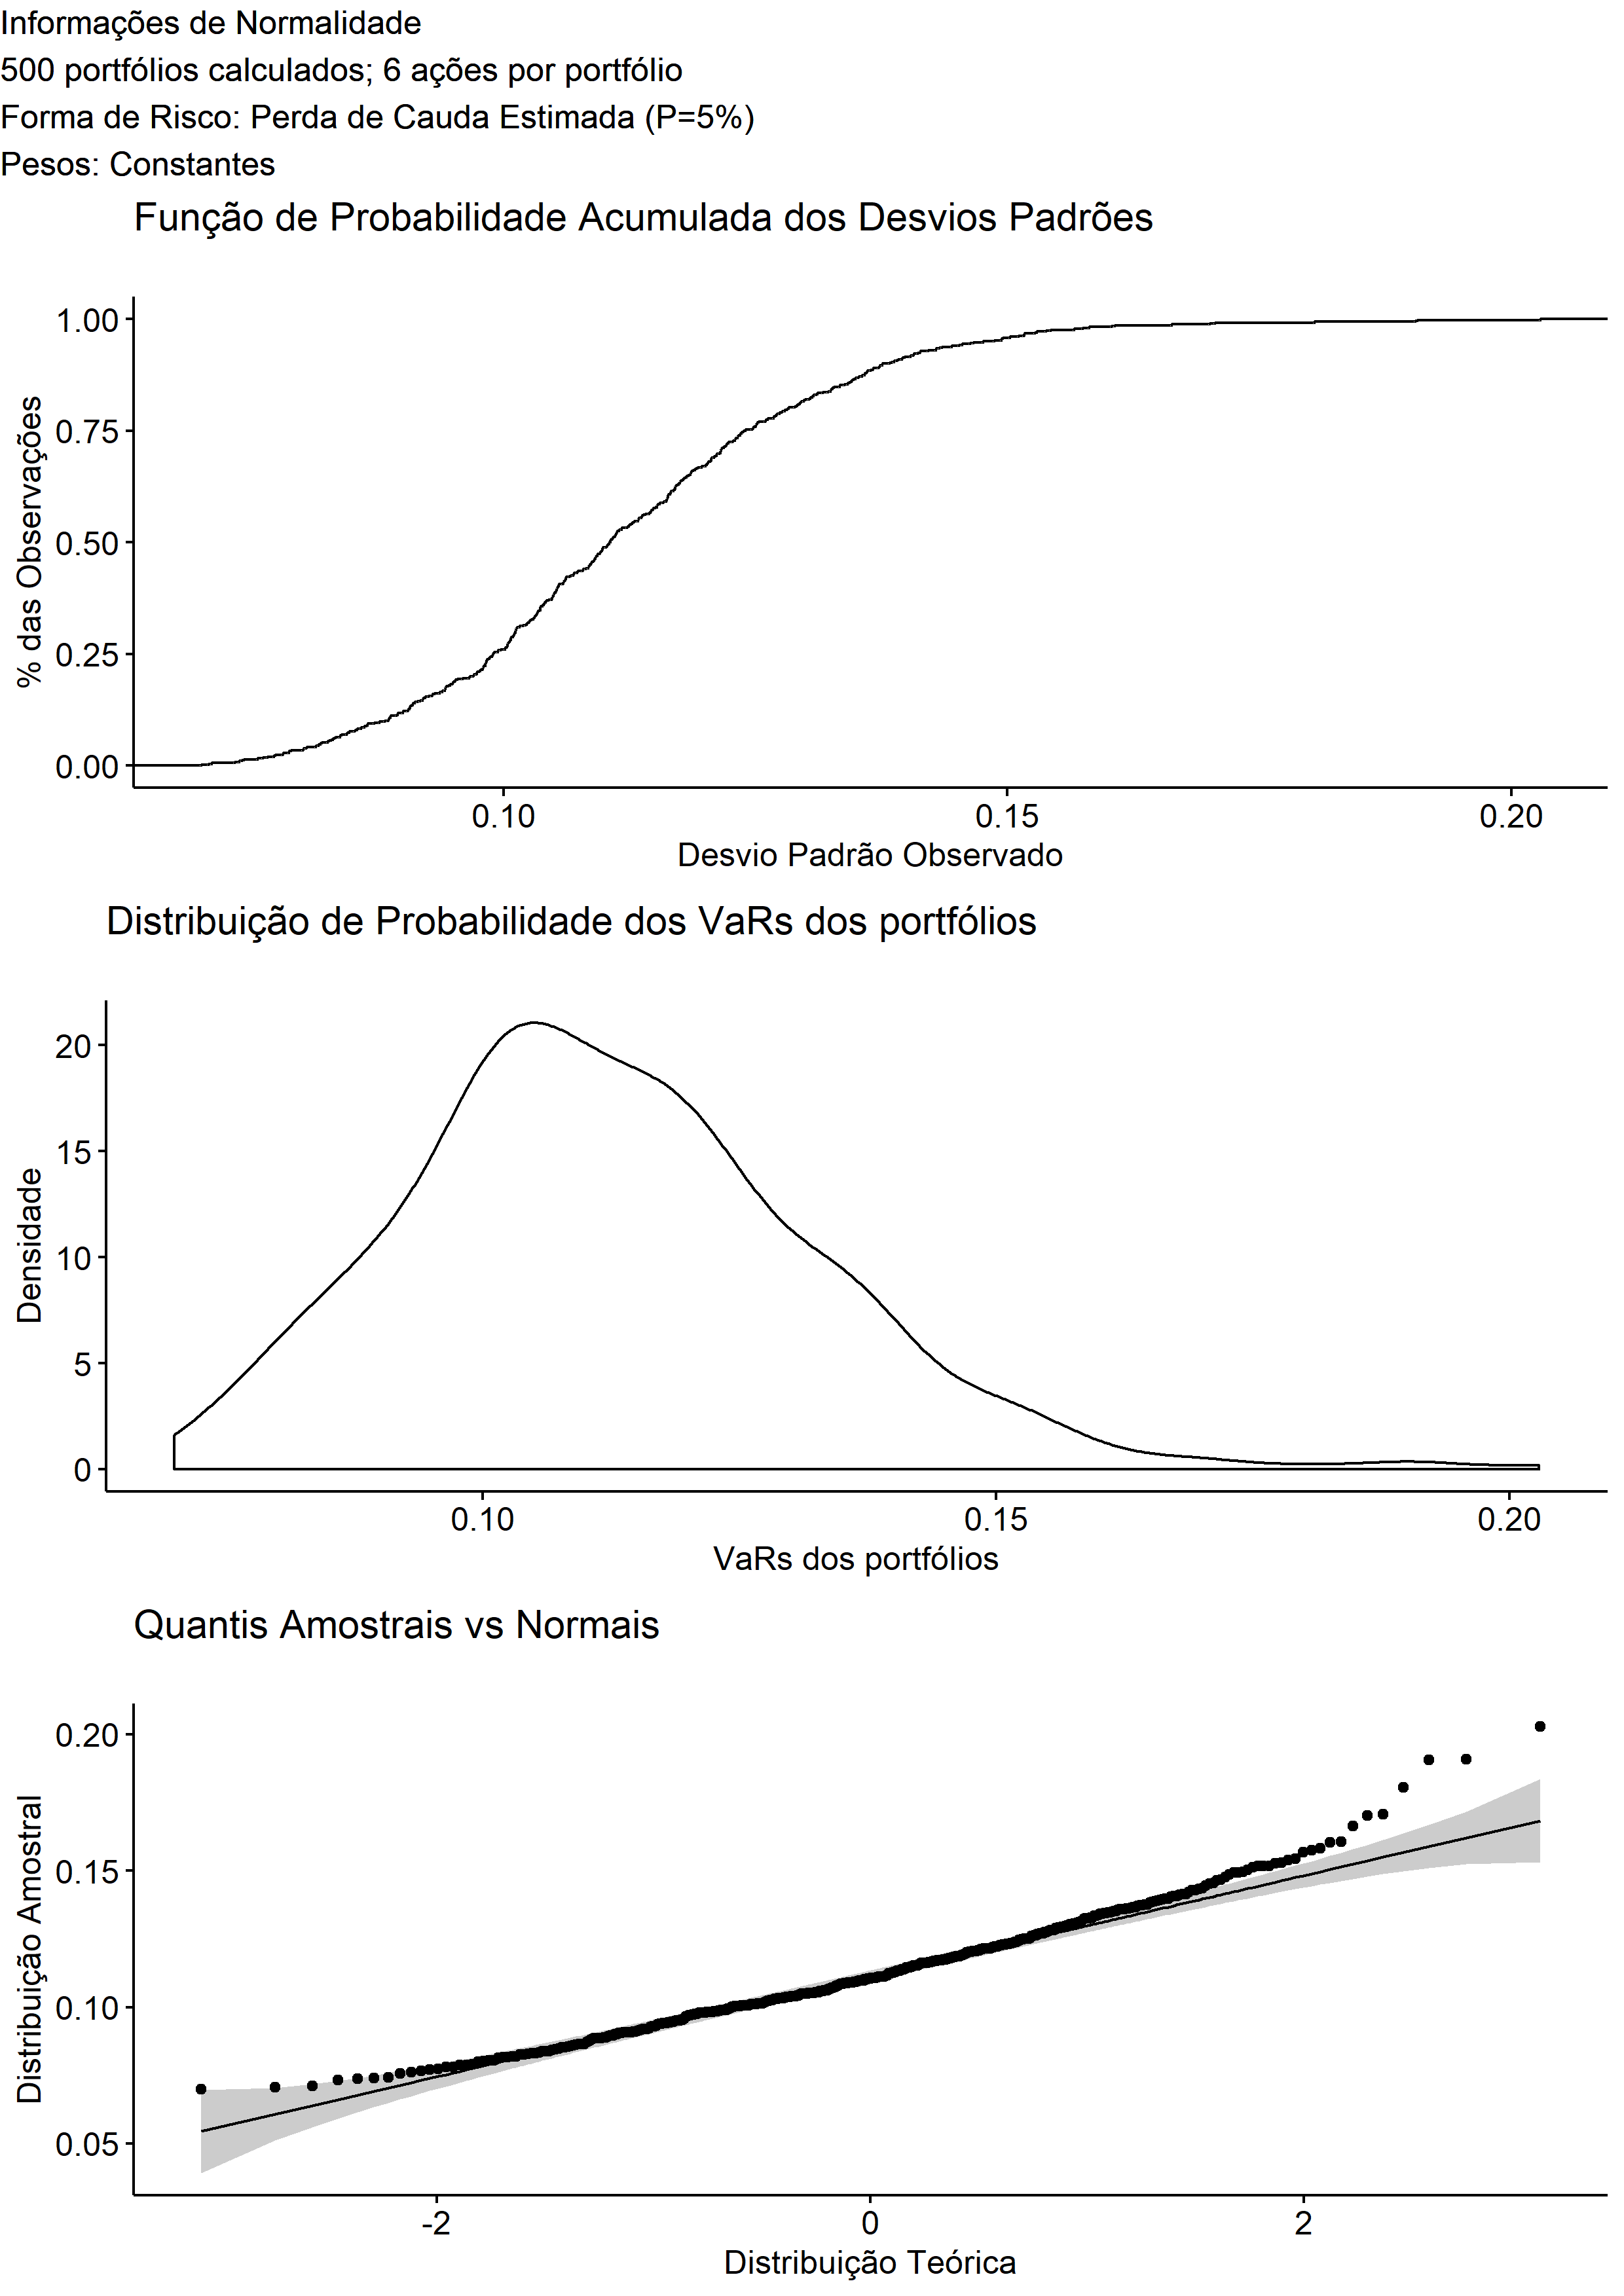 Informações de Normalidade
500 portfólios calculados; 6 ações por portfólio
Forma de Risco: Perda de Cauda Estimada (P=5%)
Pesos: Constantes
Função de Probabilidade Acumulada dos Desvios Padrões
1.00
0.75
0.50
0.25
0.00
% das Observações
0.10 0.15 0.20
Desvio Padrão Observado
Distribuição de Probabilidade dos VaRs dos portfólios
20
15
10
5
0
Densidade
0.10 0.15 0.20
VaRs dos portfólios
Quantis Amostrais vs Normais
0.20
0.15
0.10
0.05
Distribuição Amostral
-2 0 2
Distribuição Teórica